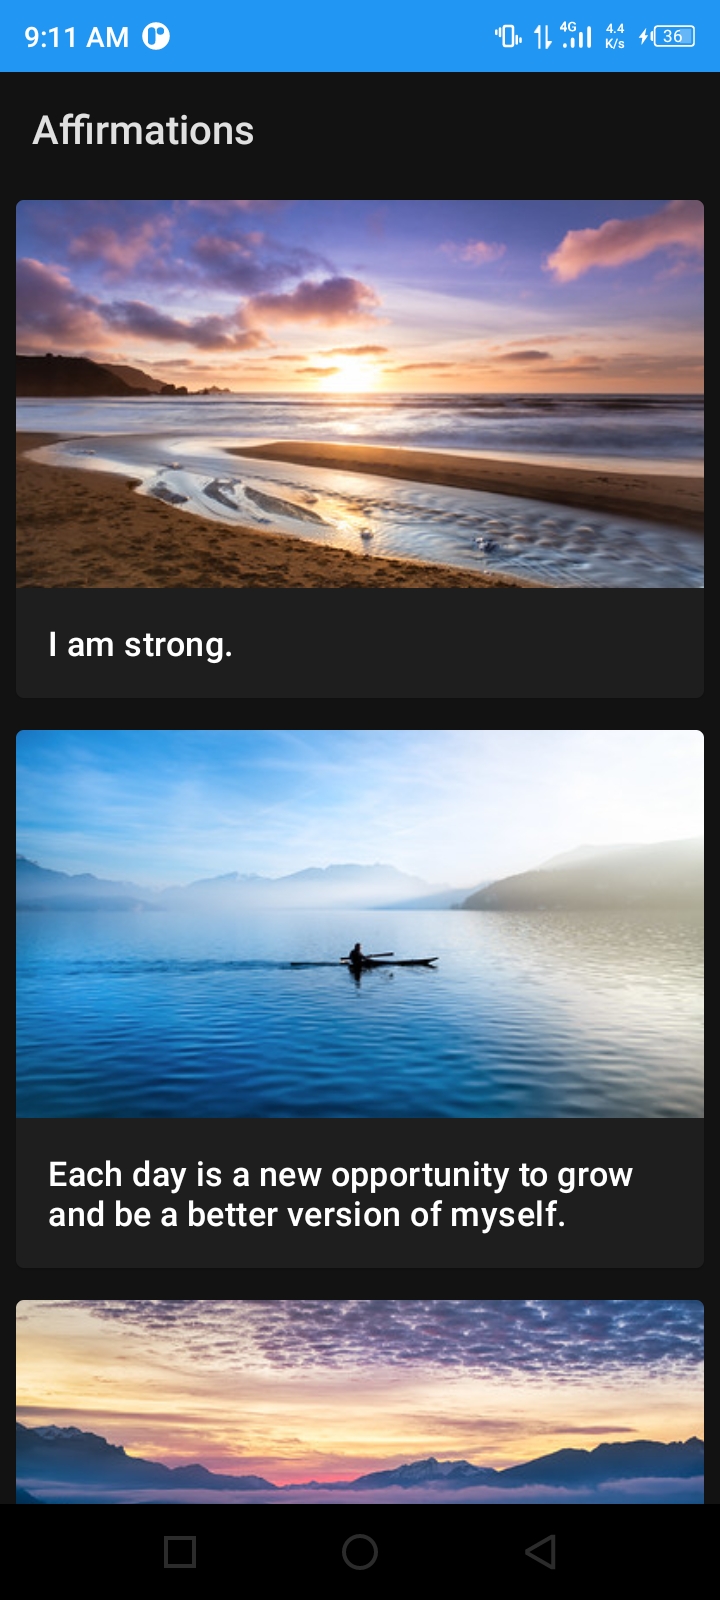 9:11 AM
4G
4.4
K/s
36
Affirmations
I am strong.
Each day is a new opportunity to grow
and be a better version of myself.